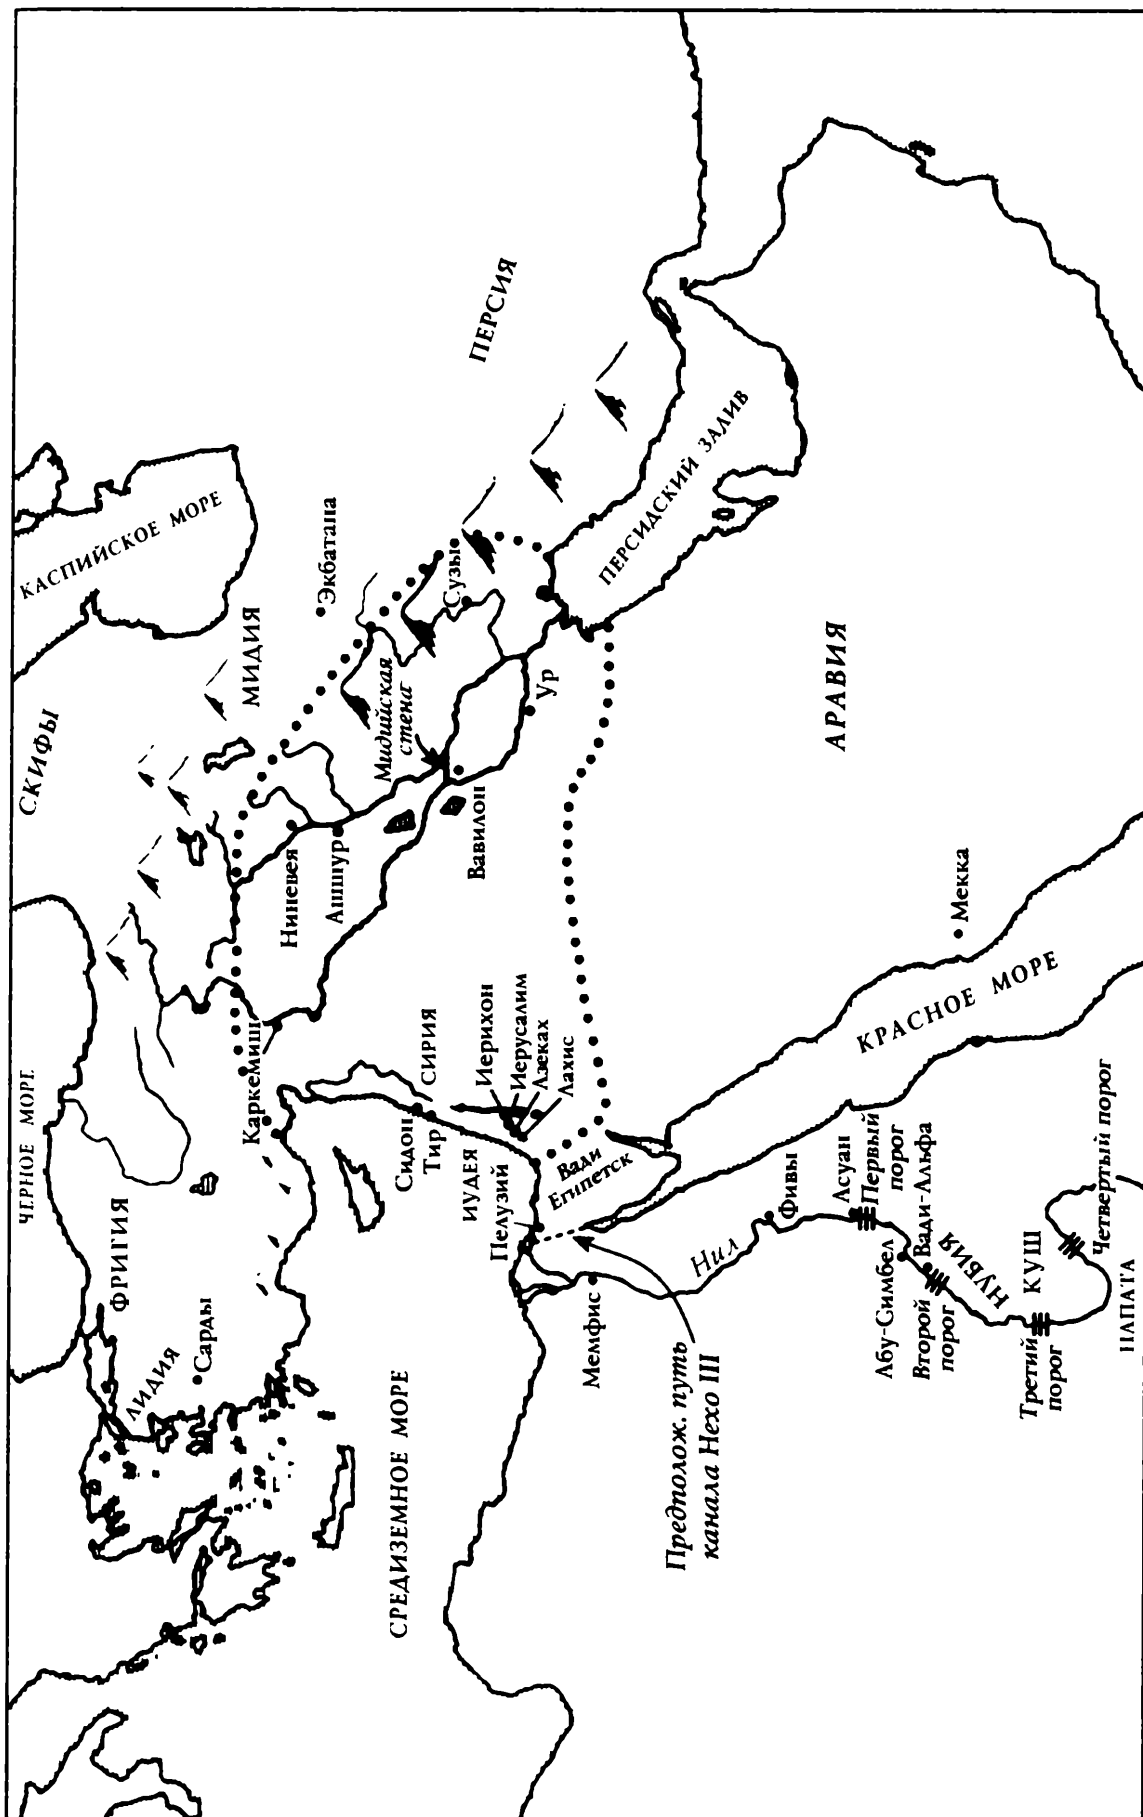 ЧЕРНОЕ МОРЕ
СКИФЫ
КАСПИЙСКОЕ МОРЕ
ФРИГИЯ
ЛИДИЯ
Сарды
МИДИЯ
Экбатана
ПЕРСИЯ
Каркемиш
Ниневея
Ашшур
Мидийская
стена
Сузы
СРЕДИЗЕМНОЕ МОРЕ
Сидон
Тир
СИРИЯ
Вавилон
Ур
ИУДЕЯ
Пелузий
Иерихон
Иерусалим
Азеках
Лахис
Вади
Египетск
ПЕРСИДСКИЙ ЗАЛИВ
Мемфис
Нил
Предполож. путь
канала Нехо III
Фивы
АРАВИЯ
Асуан
Первый
порог
Абу-Симбел
Вади-Альфа
Второй
порог
НУБИЯ
КРАСНОЕ МОРЕ
Мекка
Третий
порог
КУШ
Четвертый порог
НАПАТА